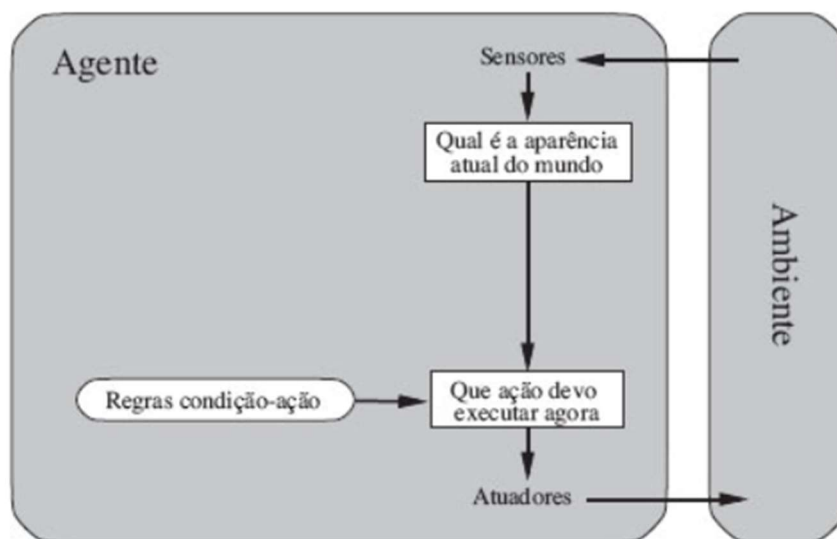 Agente
Sensores
Qual é a aparência
atual do mundo
Ambiente
Regras condição-ação
Que ação devo
executar agora
Atuadores